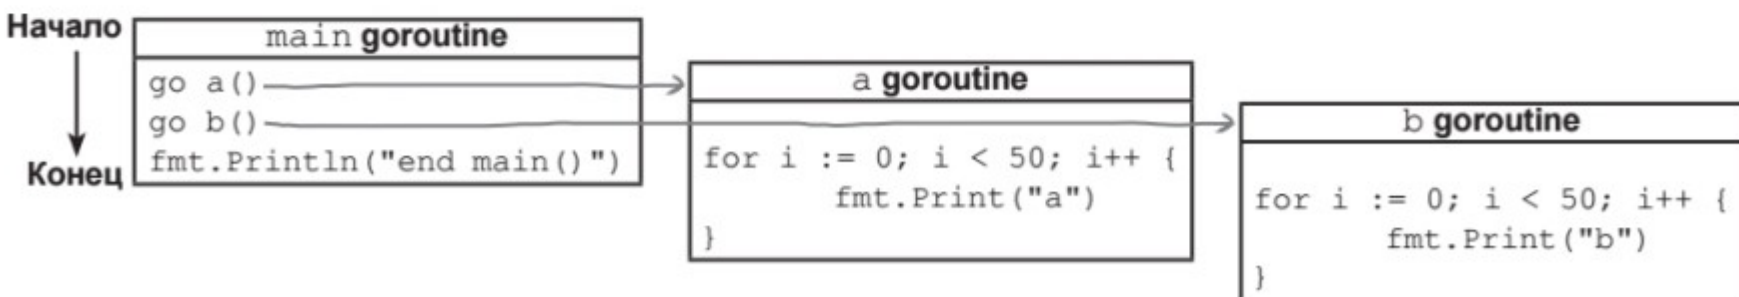 Начало
Конец
main goroutine
go a()
go b()
fmt.Println("end main()")
a goroutine
for i := 0; i < 50; i++ {
fmt.Print("a")
}
b goroutine
for i := 0; i < 50; i++ {
fmt.Print("b")
}